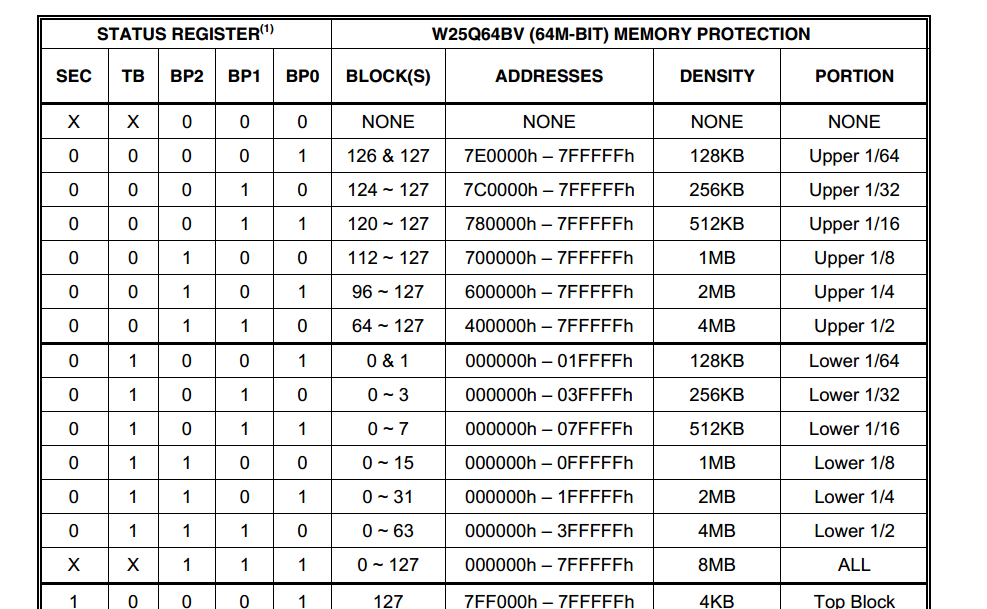 STATUS REGISTER(1) W25Q64BV (64M-BIT) MEMORY PROTECTION
SEC TB BP2 BP1 BP0 BLOCK(S) ADDRESSES DENSITY PORTION
X X 0 0 0 NONE NONE NONE NONE
0 0 0 0 1 126 & 127 7E0000h – 7FFFFFh 128KB Upper 1/64
0 0 0 1 0 124 ~ 127 7C0000h – 7FFFFFh 256KB Upper 1/32
0 0 0 1 1 120 ~ 127 780000h – 7FFFFFh 512KB Upper 1/16
0 0 1 0 0 112 ~ 127 700000h – 7FFFFFh 1MB Upper 1/8
0 0 1 0 1 96 ~ 127 600000h – 7FFFFFh 2MB Upper 1/4
0 0 1 1 0 64 ~ 127 400000h – 7FFFFFh 4MB Upper 1/2
0 1 0 0 1 0 & 1 000000h – 01FFFFh 128KB Lower 1/64
0 1 0 1 0 0 ~ 3 000000h – 03FFFFh 256KB Lower 1/32
0 1 0 1 1 0 ~ 7 000000h – 07FFFFh 512KB Lower 1/16
0 1 1 0 0 0 ~ 15 000000h – 0FFFFFh 1MB Lower 1/8
0 1 1 0 1 0 ~ 31 000000h – 1FFFFFh 2MB Lower 1/4
0 1 1 1 0 0 ~ 63 000000h – 3FFFFFh 4MB Lower 1/2
X X 1 1 1 0 ~ 127 000000h – 7FFFFFh 8MB ALL
1 0 0 0 1 127 7FF000h – 7FFFFFh 4KB Top Block